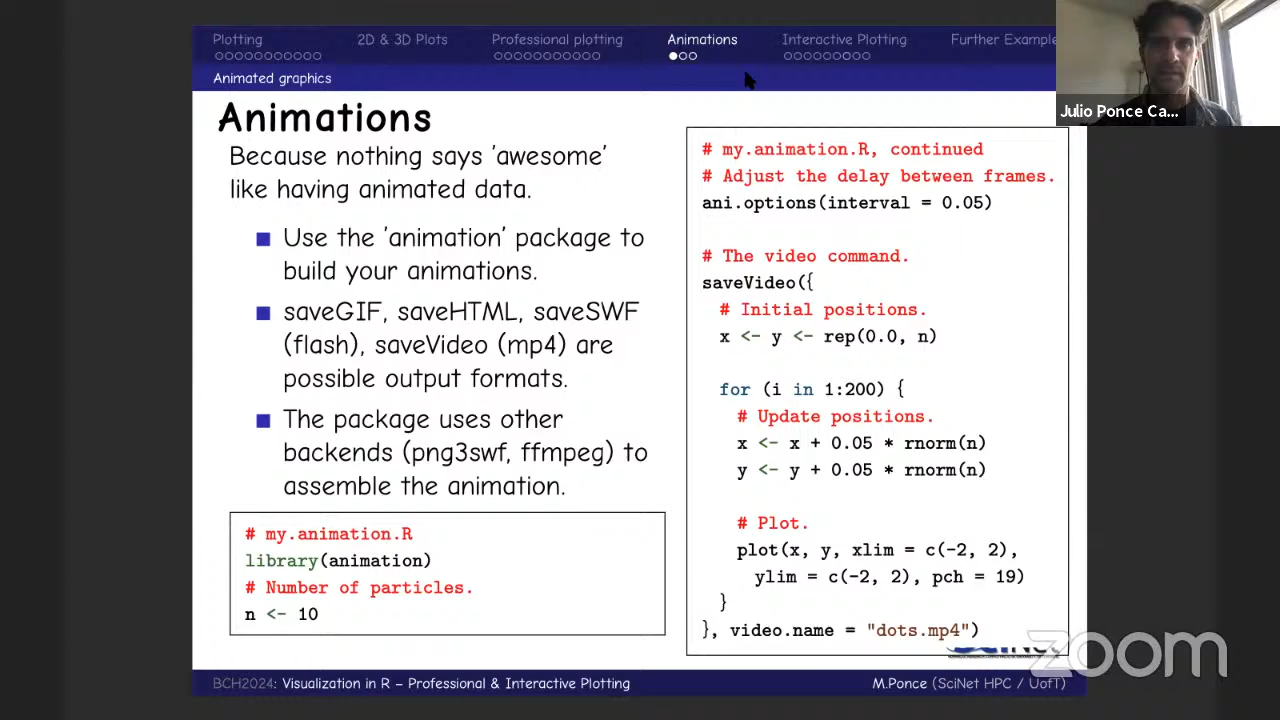 Plotting
2D & 3D Plots
Professional plotting
Animations
Interactive Plotting
Further Example
Animated graphics
Julio Ponce Ca...
Animations
Because nothing says 'awesome'
like having animated data.
Use the 'animation' package to
build your animations.
saveGIF, saveHTML, saveSWF
(flash), saveVideo (mp4) are
possible output formats.
The package uses other
backends (png3swf, ffmpeg) to
assemble the animation.
# my.animation.R
library(animation)
# Number of particles.
n <- 10
# my.animation.R, continued
# Adjust the delay between frames.
ani.options(interval = 0.05)
# The video command.
saveVideo({
# Initial positions.
x <- y <- rep(0.0, n)
for (i in 1:200) {
# Update positions.
x <- x + 0.05 * rnorm(n)
y <- y + 0.05 * rnorm(n)
# Plot.
plot(x, y, xlim = c(-2, 2),
ylim = c(-2, 2), pch = 19)
}
}, video.name = "dots.mp4")
zoom
BCH2024: Visualization in R – Professional & Interactive Plotting
M.Ponce (SciNet HPC / UofT)